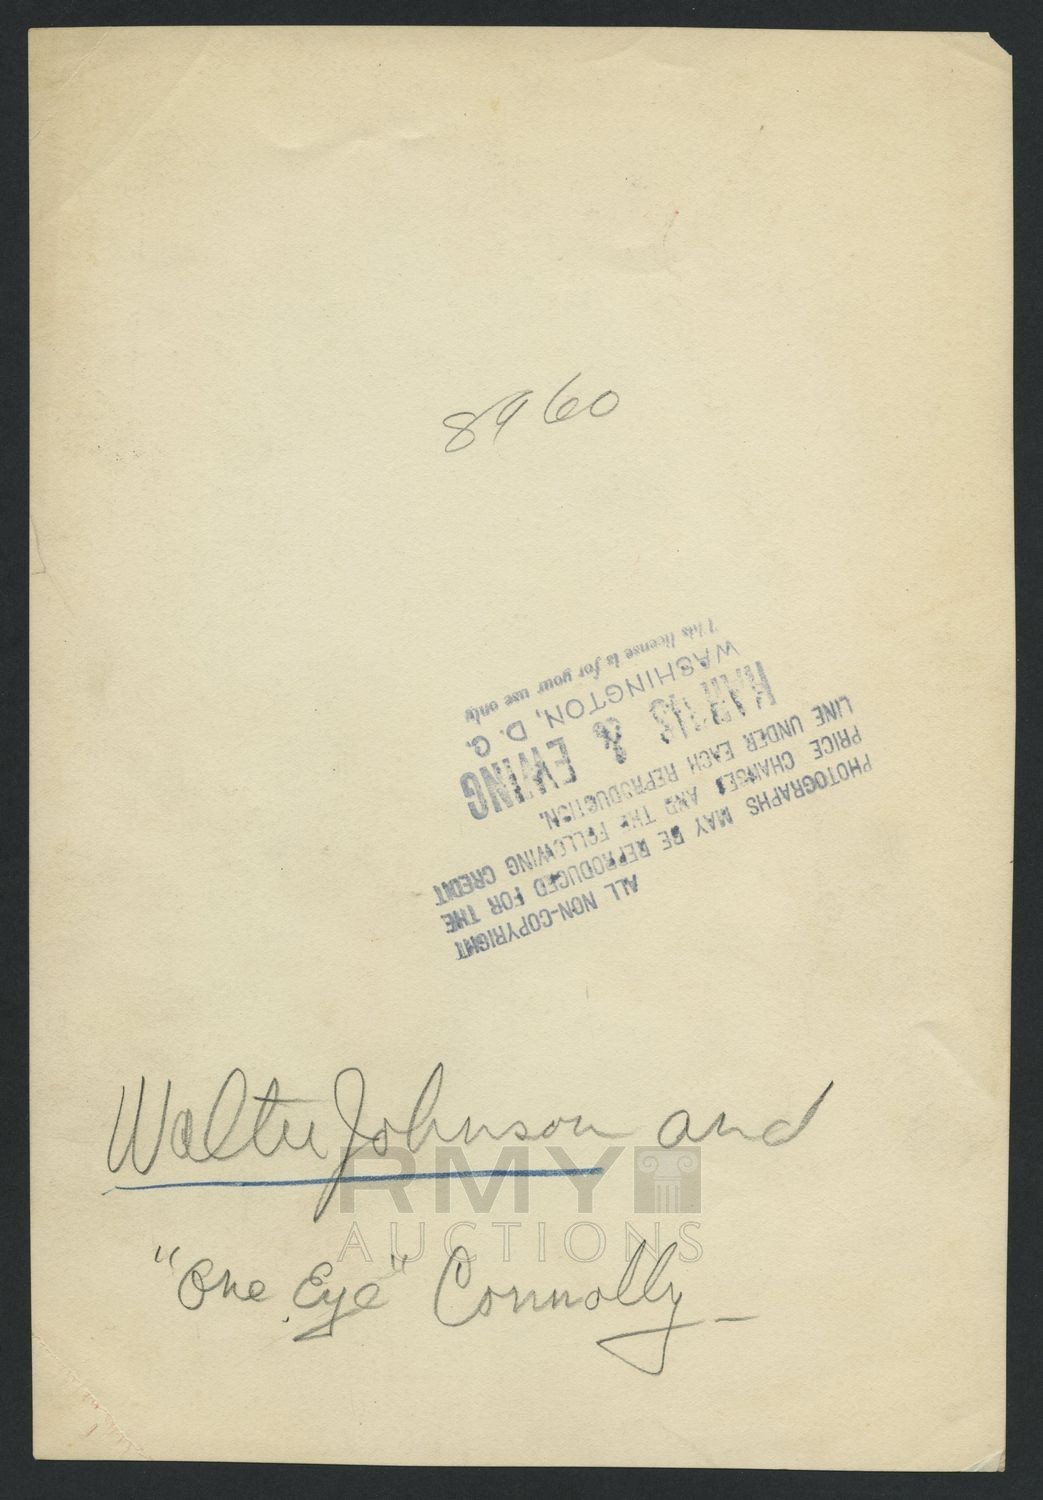 8960
ALL NON-COPYRIGHT
PHOTOGRAPHS MAY BE REPRODUCED FOR THE
PRICE CHANGES AND THE FOLLOWING CREDIT
LINE UNDER EACH REPRODUCTION.
HARRIS & EWING
WASHINGTON, D. C.
This license is for your use only
Walter Johnson and
RMY
AUCTIONS
"One Eye" Connolly -